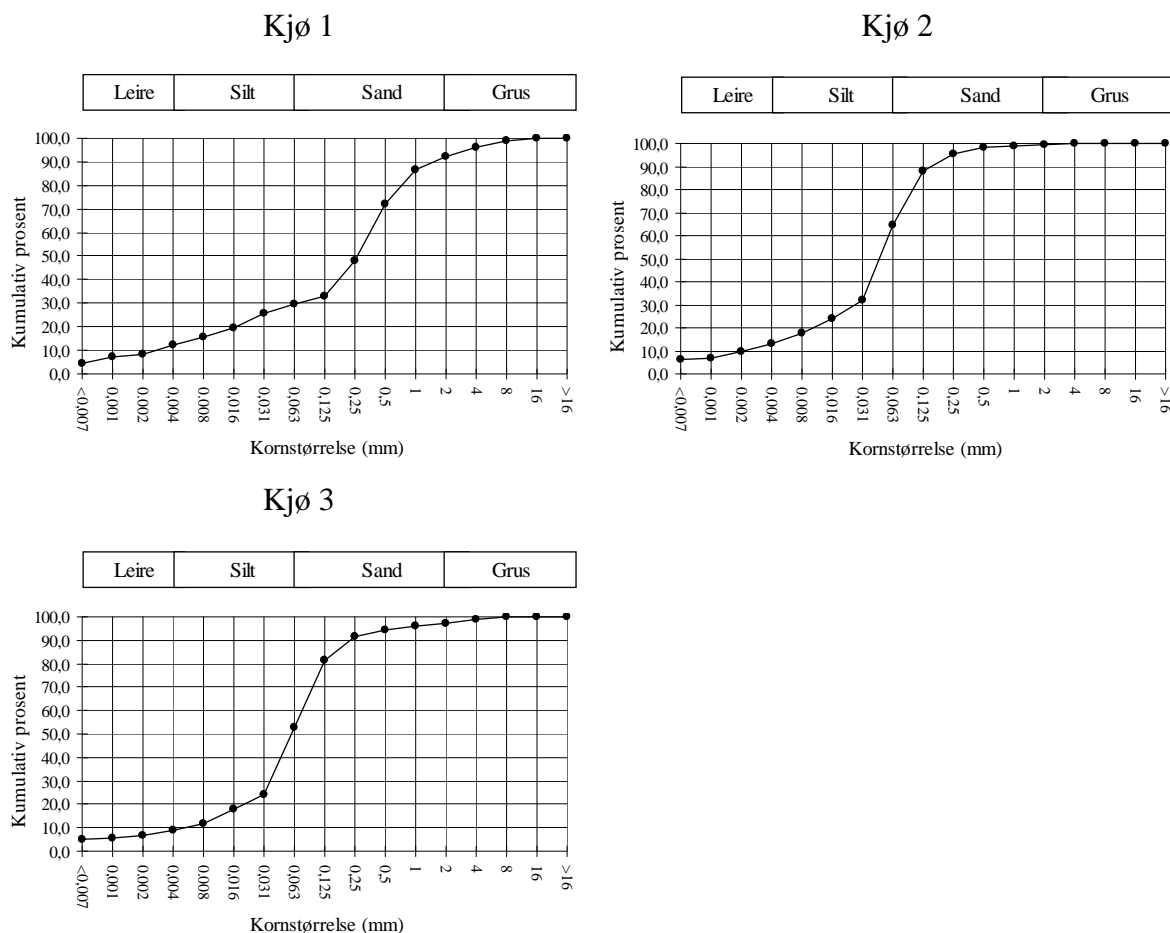 Kjø 1
Leire Silt Sand Grus
100,0
90,0
80,0
70,0
60,0
50,0
40,0
30,0
20,0
10,0
0,0
Kumulativ prosent
<0,007 0,001 0,002 0,004 0,008 0,016 0,031 0,063 0,125 0,25 0,5 1 2 4 8 16 >16
Kornstørrelse (mm)
Kjø 2
Leire Silt Sand Grus
100,0
90,0
80,0
70,0
60,0
50,0
40,0
30,0
20,0
10,0
0,0
Kumulativ prosent
<0,007 0,001 0,002 0,004 0,008 0,016 0,031 0,063 0,125 0,25 0,5 1 2 4 8 16 >16
Kornstørrelse (mm)
Kjø 3
Leire Silt Sand Grus
100,0
90,0
80,0
70,0
60,0
50,0
40,0
30,0
20,0
10,0
0,0
Kumulativ prosent
<0,007 0,001 0,002 0,004 0,008 0,016 0,031 0,063 0,125 0,25 0,5 1 2 4 8 16 >16
Kornstørrelse (mm)